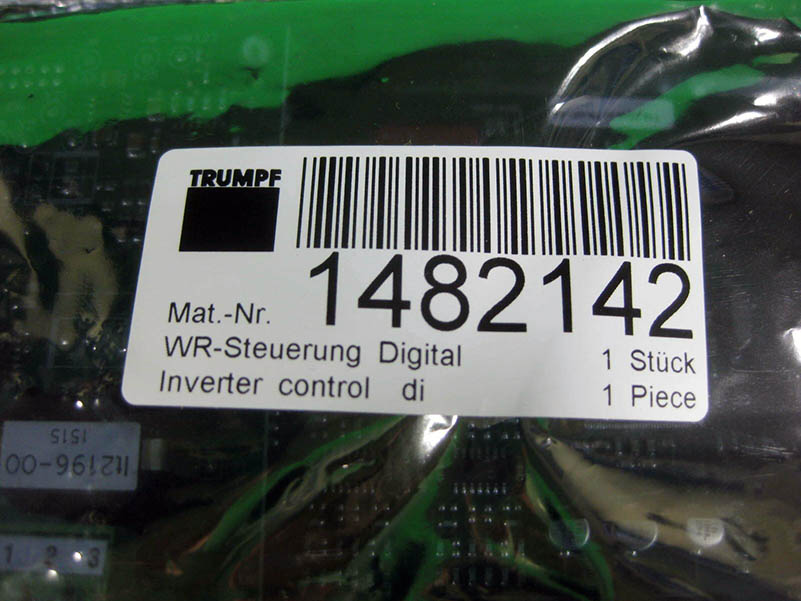 TRUMPF
1482142
Mat.-Nr.
WR-Steuerung Digital 1 Stück
Inverter control di 1 Piece
1515
112196-00
1 2 3